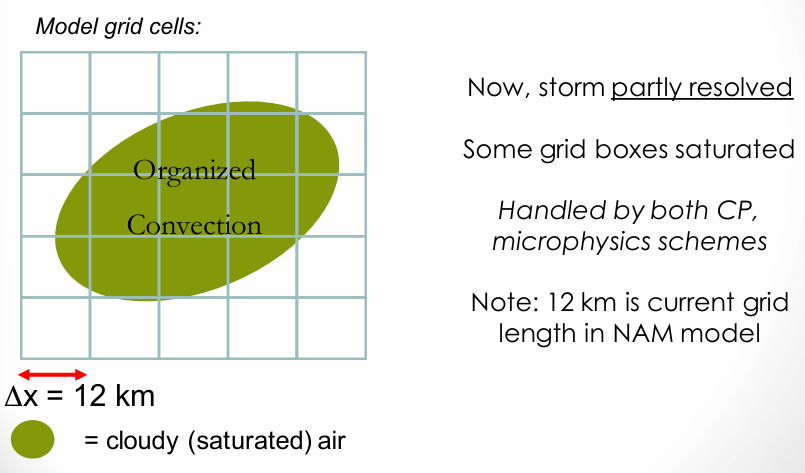 Model grid cells:
Organized
Convection
Δx = 12 km
= cloudy (saturated) air
Now, storm partly resolved
Some grid boxes saturated
Handled by both CP,
microphysics schemes
Note: 12 km is current grid
length in NAM model